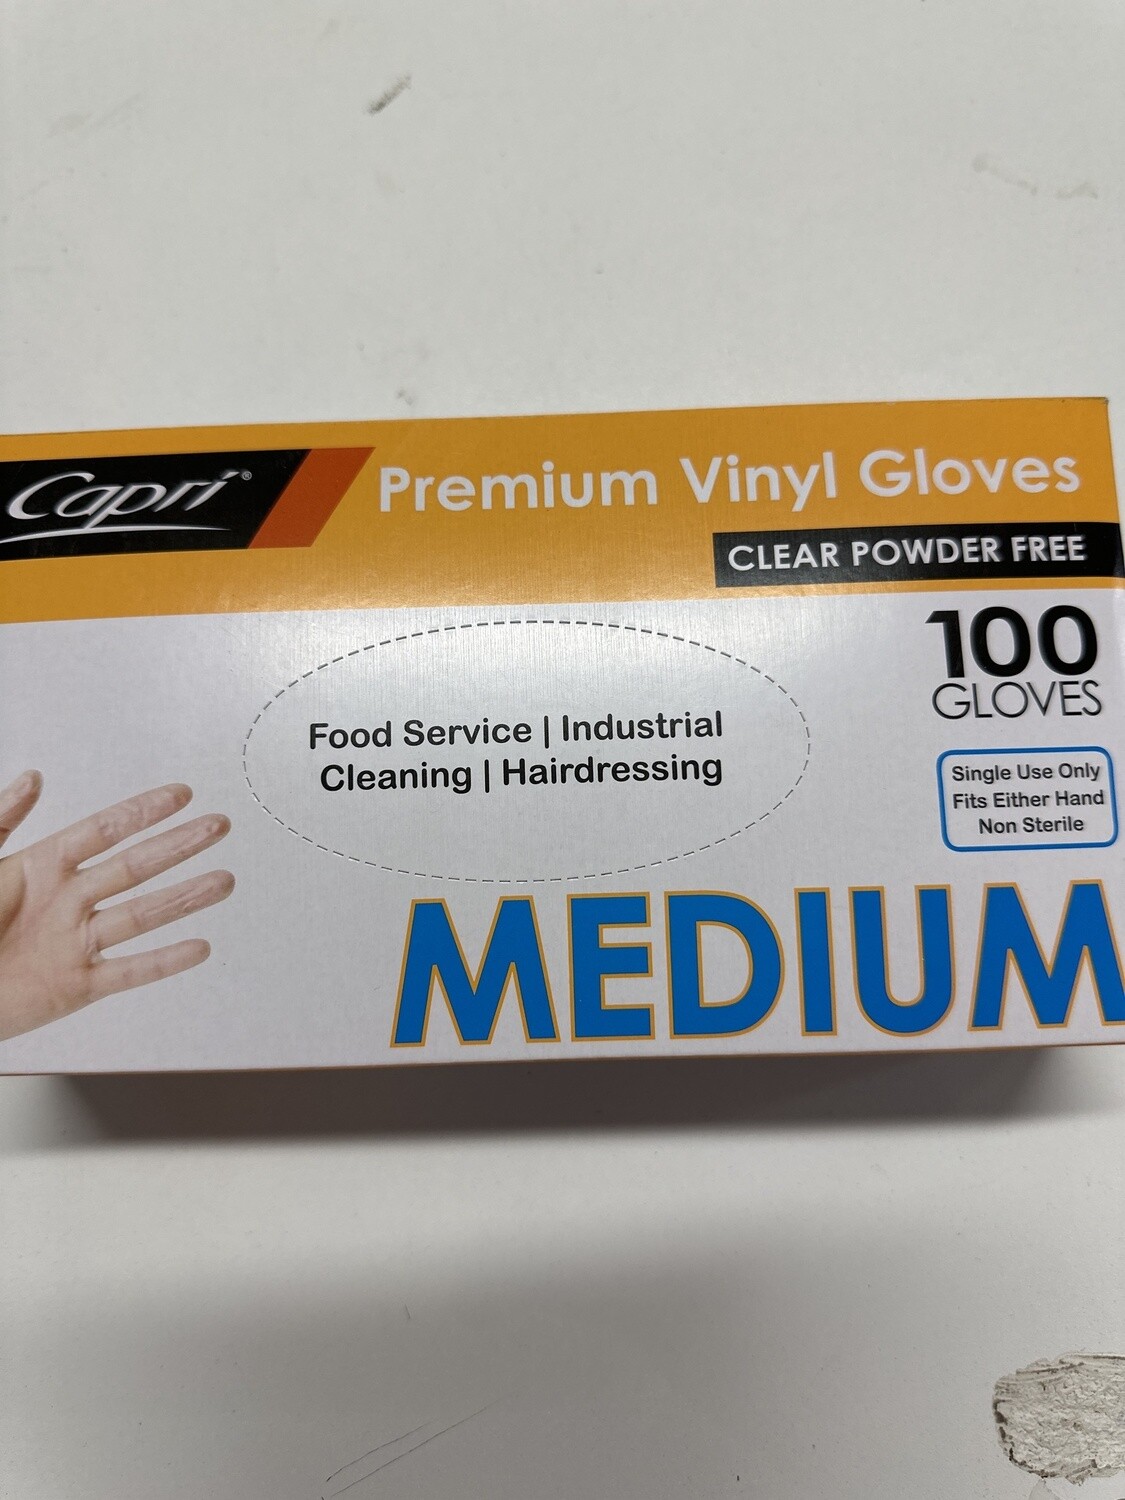 Capri®
Premium Vinyl Gloves
CLEAR POWDER FREE
100
GLOVES
Food Service | Industrial
Cleaning | Hairdressing
Single Use Only
Fits Either Hand
Non Sterile
MEDIUM